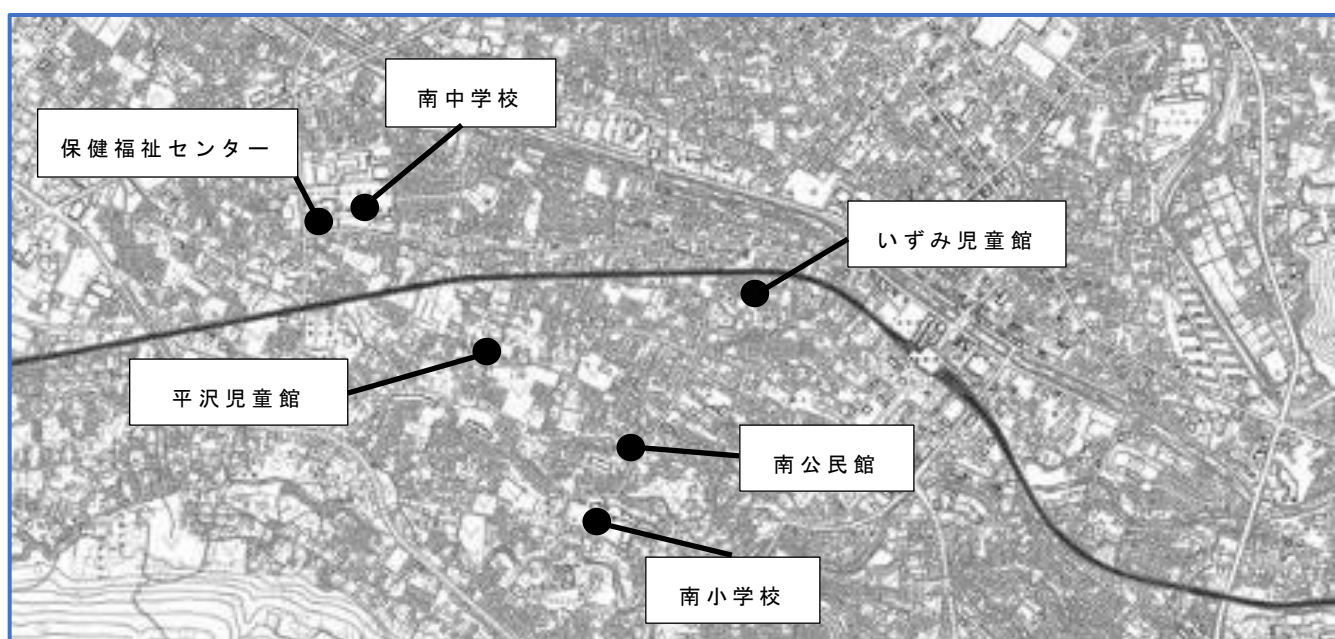 南中学校
保健福祉センター
いずみ児童館
平沢児童館
南公民館
南小学校